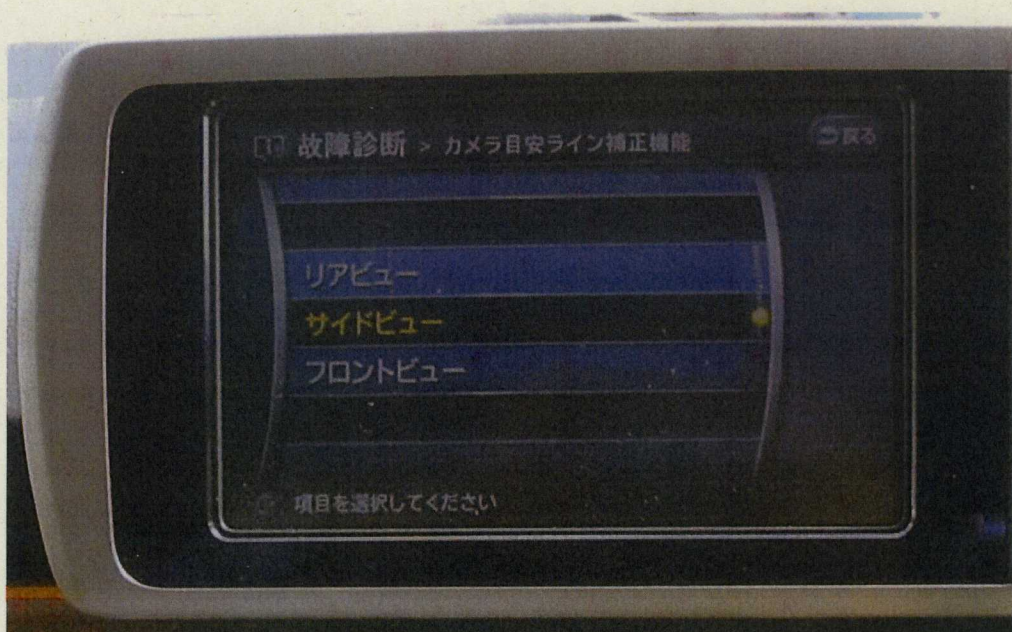 故障診断 > カメラ目安ライン補正機能
戻る
リアビュー
サイドビュー
フロントビュー
項目を選択してください